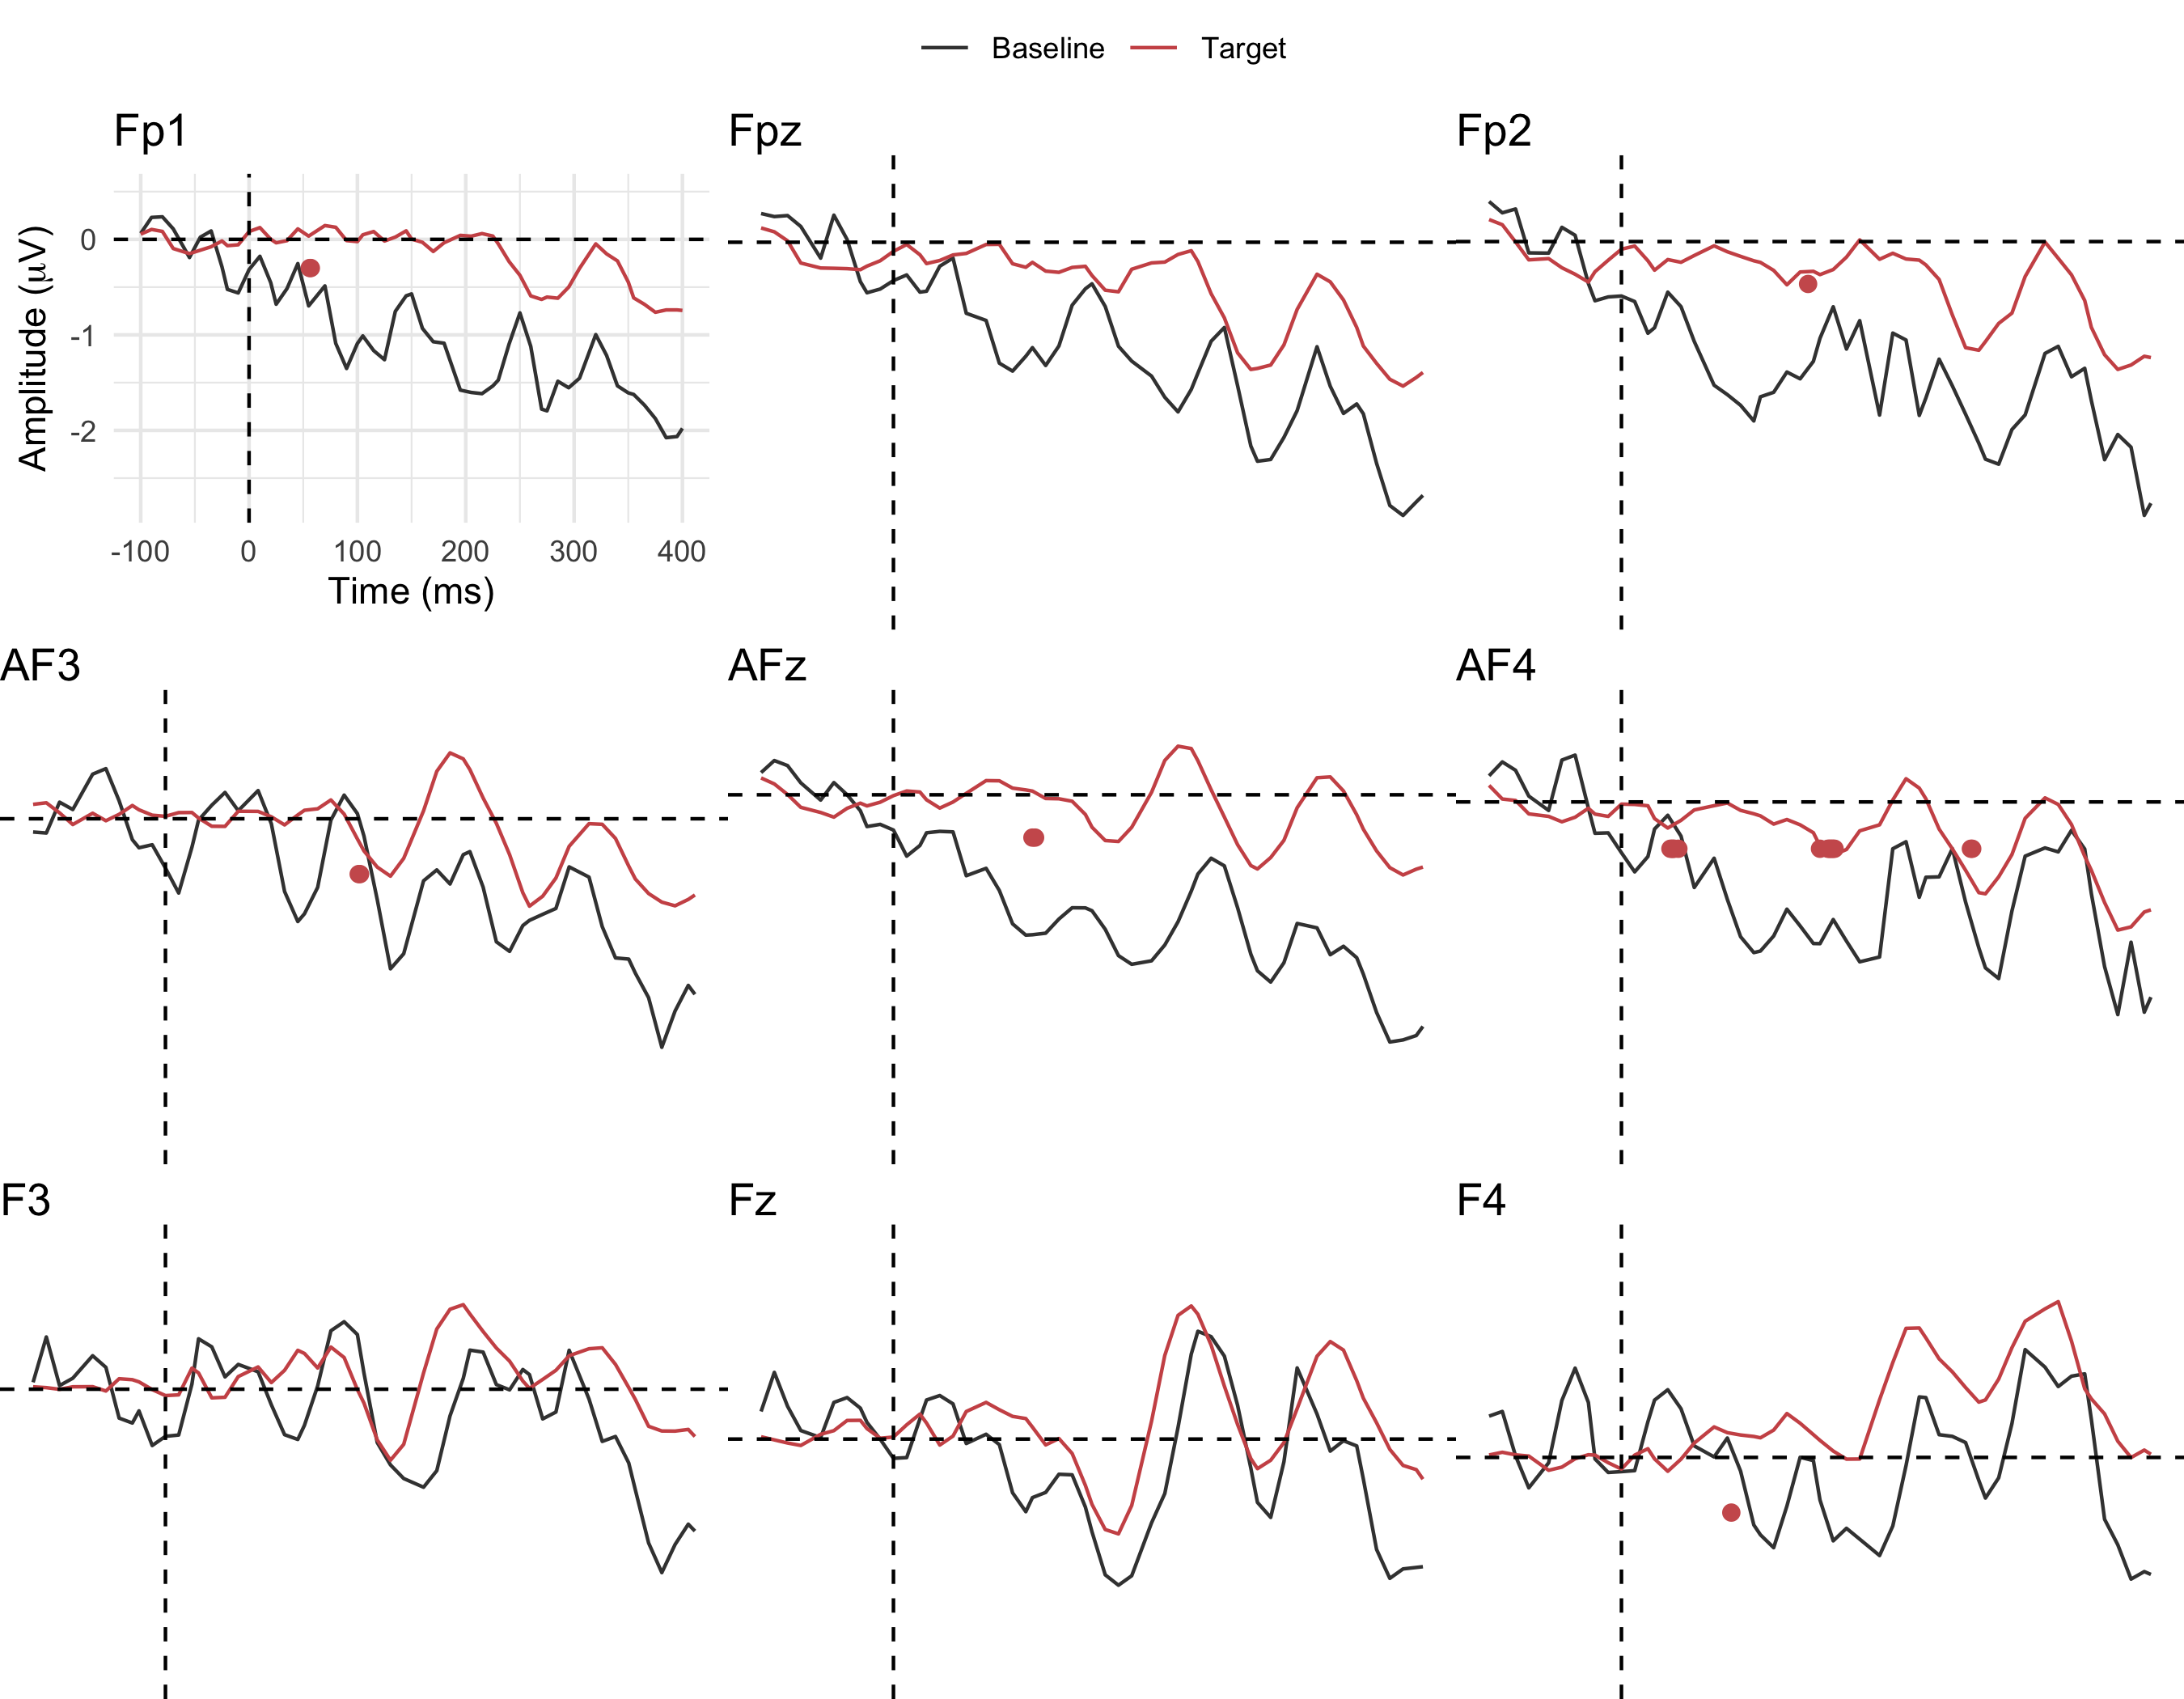 Baseline Target
Fp1 Fpz Fp2
Amplitude (µV)
0
-1
-2
-100 0 100 200 300 400
Time (ms)
AF3 AFz AF4
F3 Fz F4